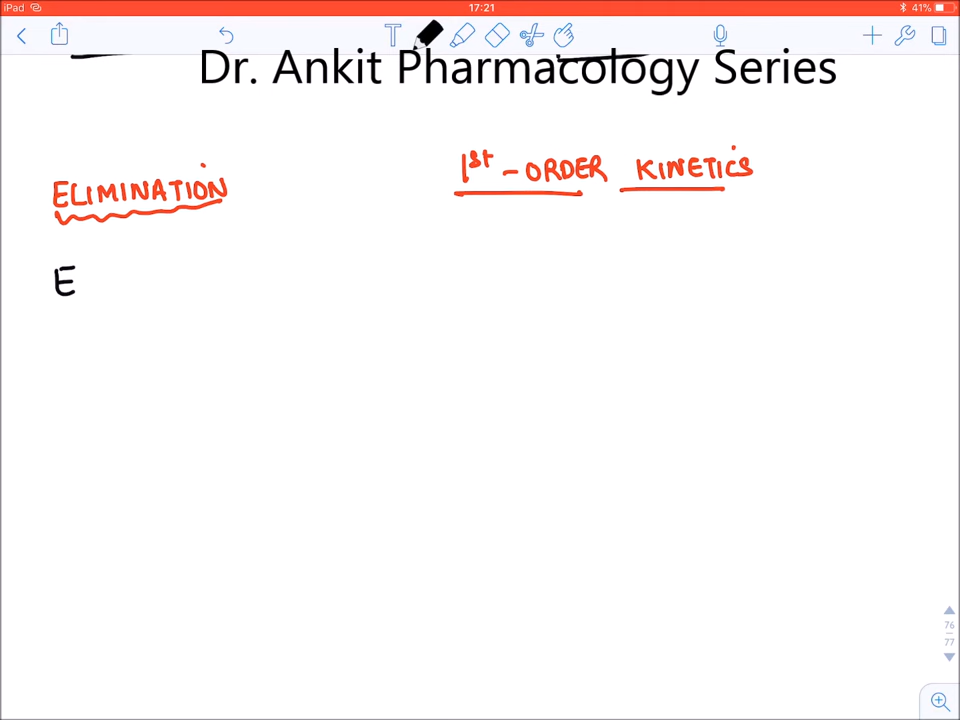 iPad 17:21 41%
T
Dr. Ankit Pharmacology Series
ELIMINATION 1st - ORDER KINETICS
E
76
77